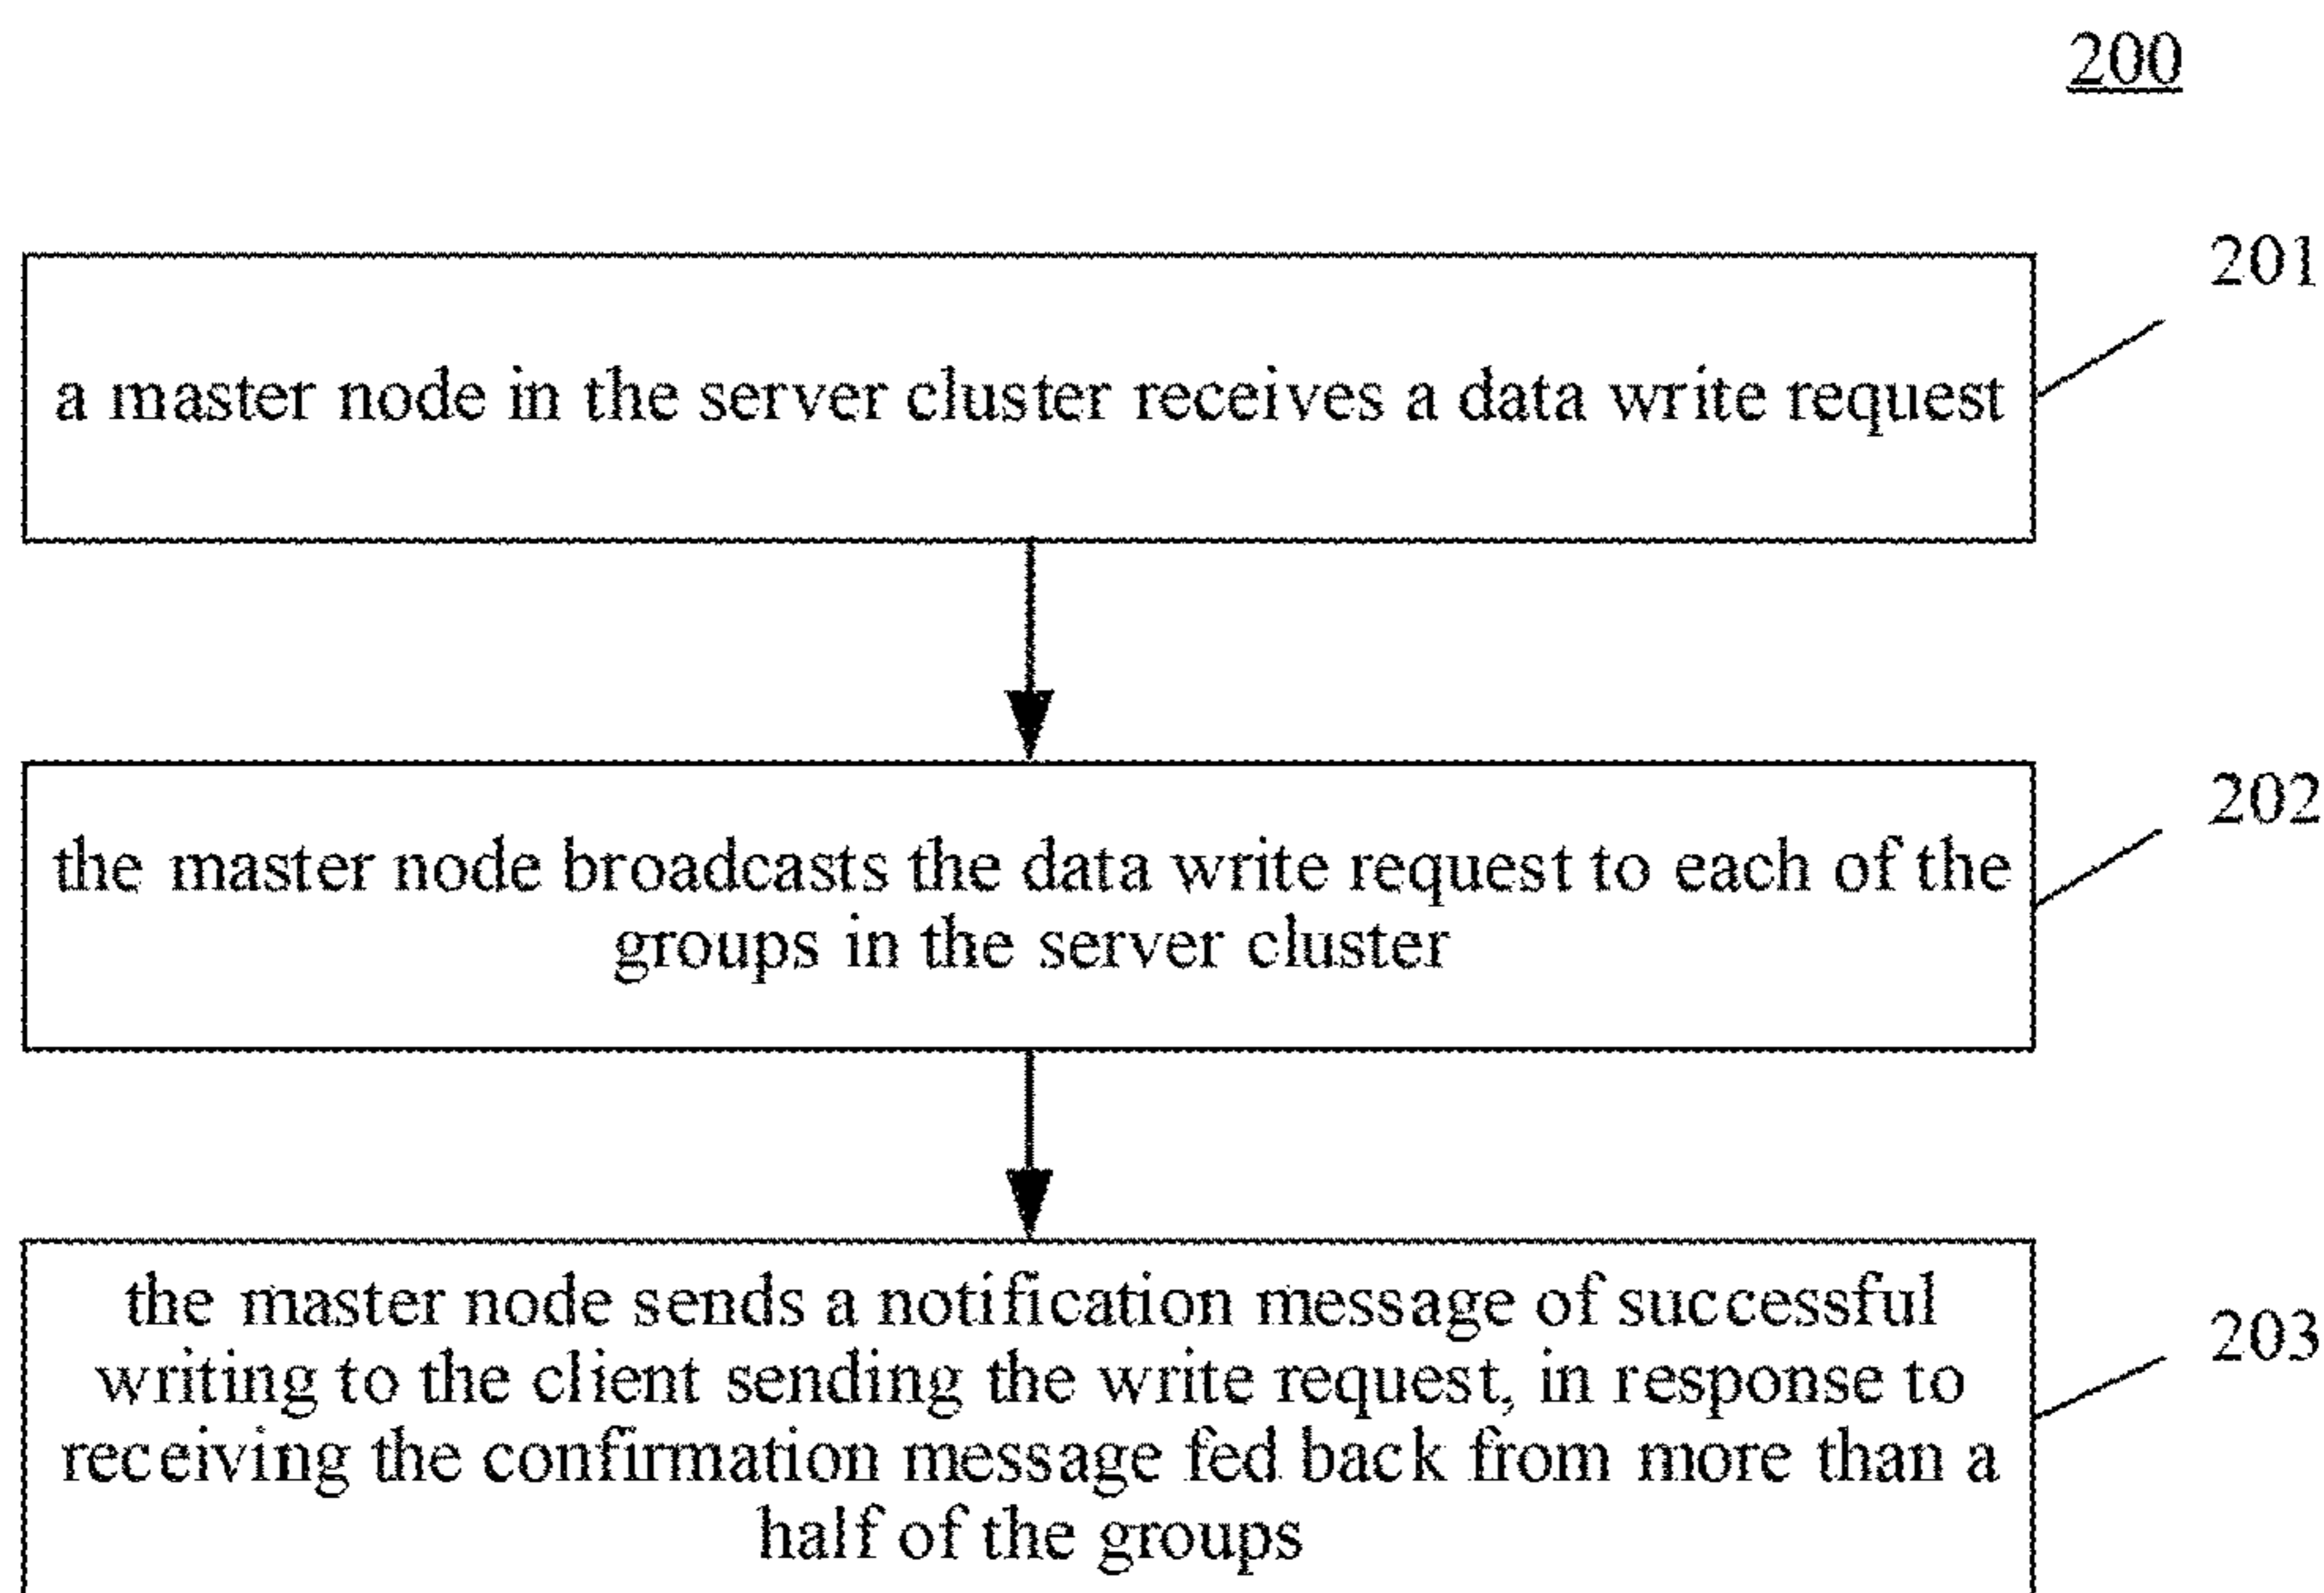 200
201
a master node in the server cluster receives a data write request
202
the master node broadcasts the data write request to each of the
groups in the server cluster
203
the master node sends a notification message of successful
writing to the client sending the write request, in response to
receiving the confirmation message fed back from more than a
half of the groups